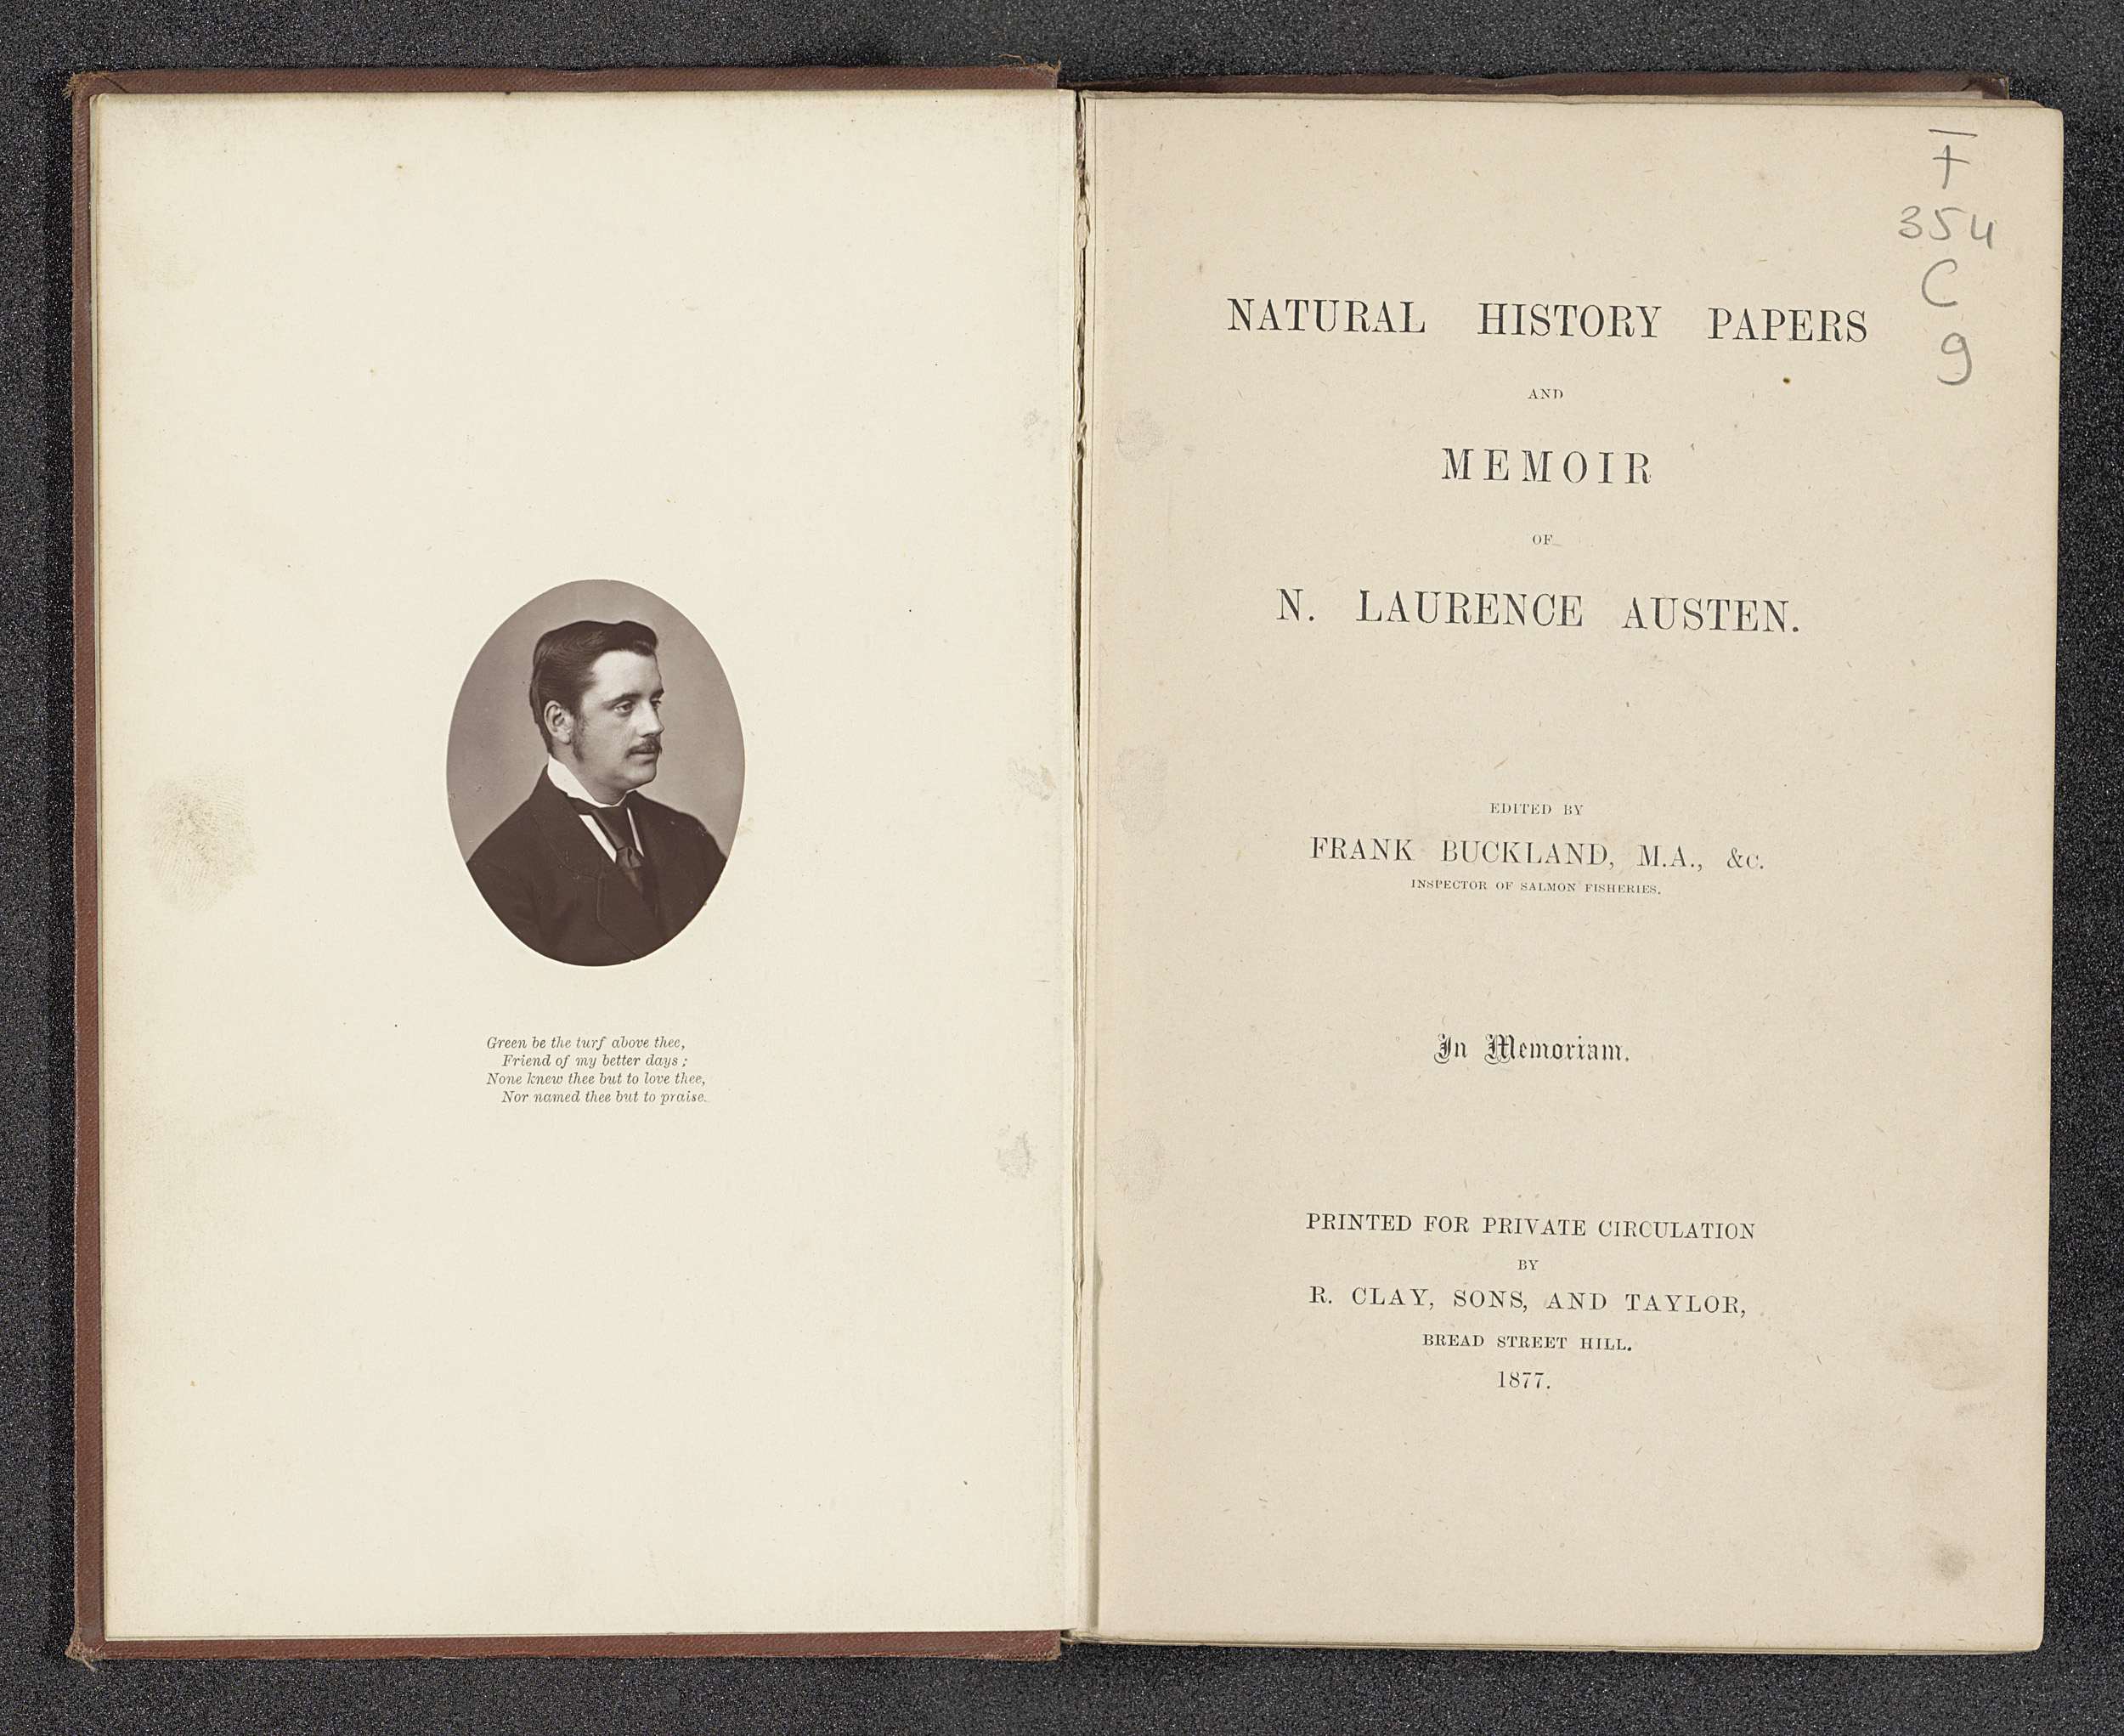 Green be the turf above thee,
Friend of my better days ;
None knew thee but to love thee,
Nor named thee but to praise.
T
354
C
9
NATURAL HISTORY PAPERS
AND
MEMOIR
OF
N. LAURENCE AUSTEN.
EDITED BY
FRANK BUCKLAND, M.A., &c.
INSPECTOR OF SALMON FISHERIES.
In Memoriam.
PRINTED FOR PRIVATE CIRCULATION
BY
R. CLAY, SONS, AND TAYLOR,
BREAD STREET HILL.
1877.